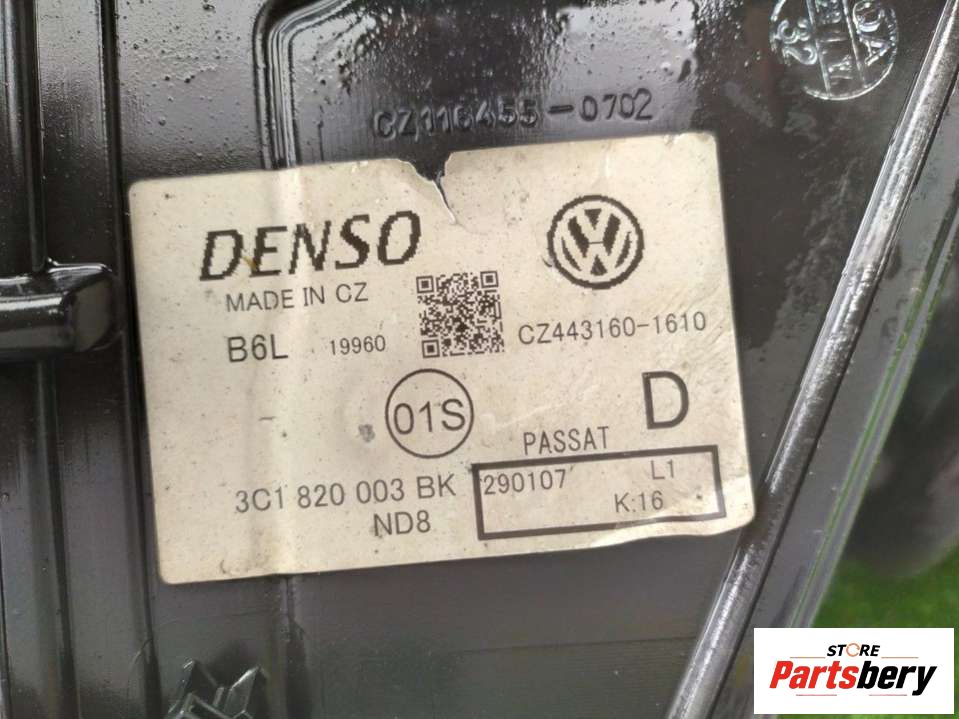 CZ116455-0702
DENSO
MADE IN CZ
B6L 19960
CZ443160-1610
01S
PASSAT D
3C1 820 003 BK
ND8
290107 L1
K:16
STORE
Partsbery